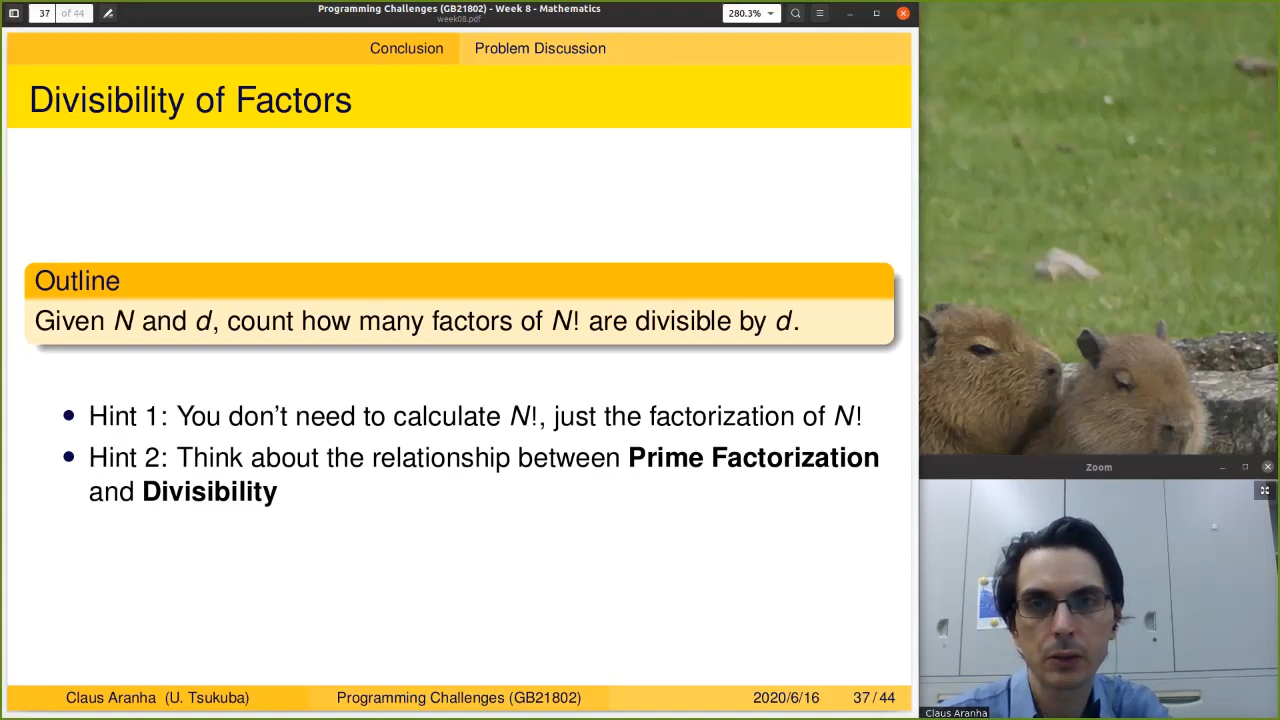 37 of 44
Programming Challenges (GB21802) - Week 8 - Mathematics
week08.pdf
280.3%
Conclusion Problem Discussion
Divisibility of Factors
Outline
Given N and d, count how many factors of N! are divisible by d.
• Hint 1: You don't need to calculate N!, just the factorization of N!
• Hint 2: Think about the relationship between Prime Factorization
and Divisibility
Claus Aranha (U. Tsukuba) Programming Challenges (GB21802) 2020/6/16 37 / 44
Zoom
Claus Aranha